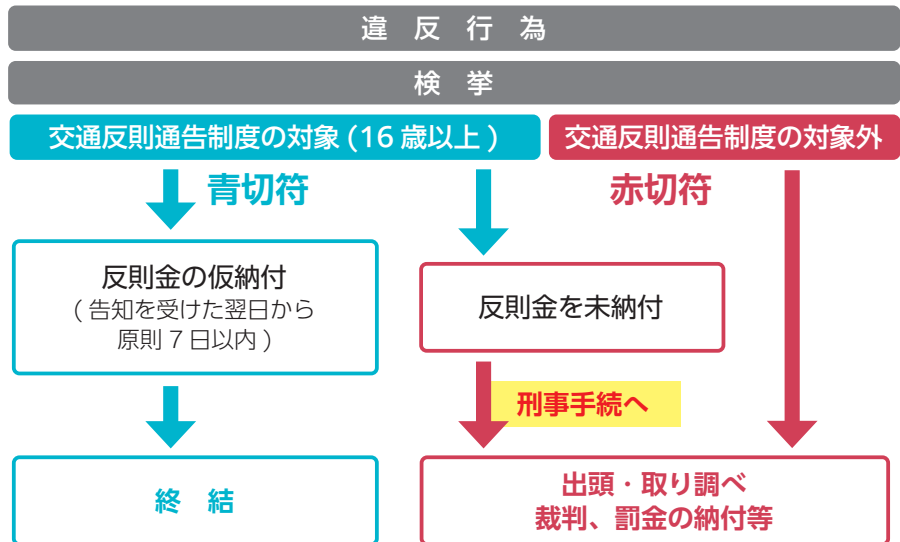 違反行為
検挙
交通反則通告制度の対象 (16 歳以上 )
交通反則通告制度の対象外
青切符
赤切符
反則金の仮納付
( 告知を受けた翌日から
原則 7 日以内 )
反則金を未納付
刑事手続へ
終結
出頭・取り調べ
裁判、罰金の納付等